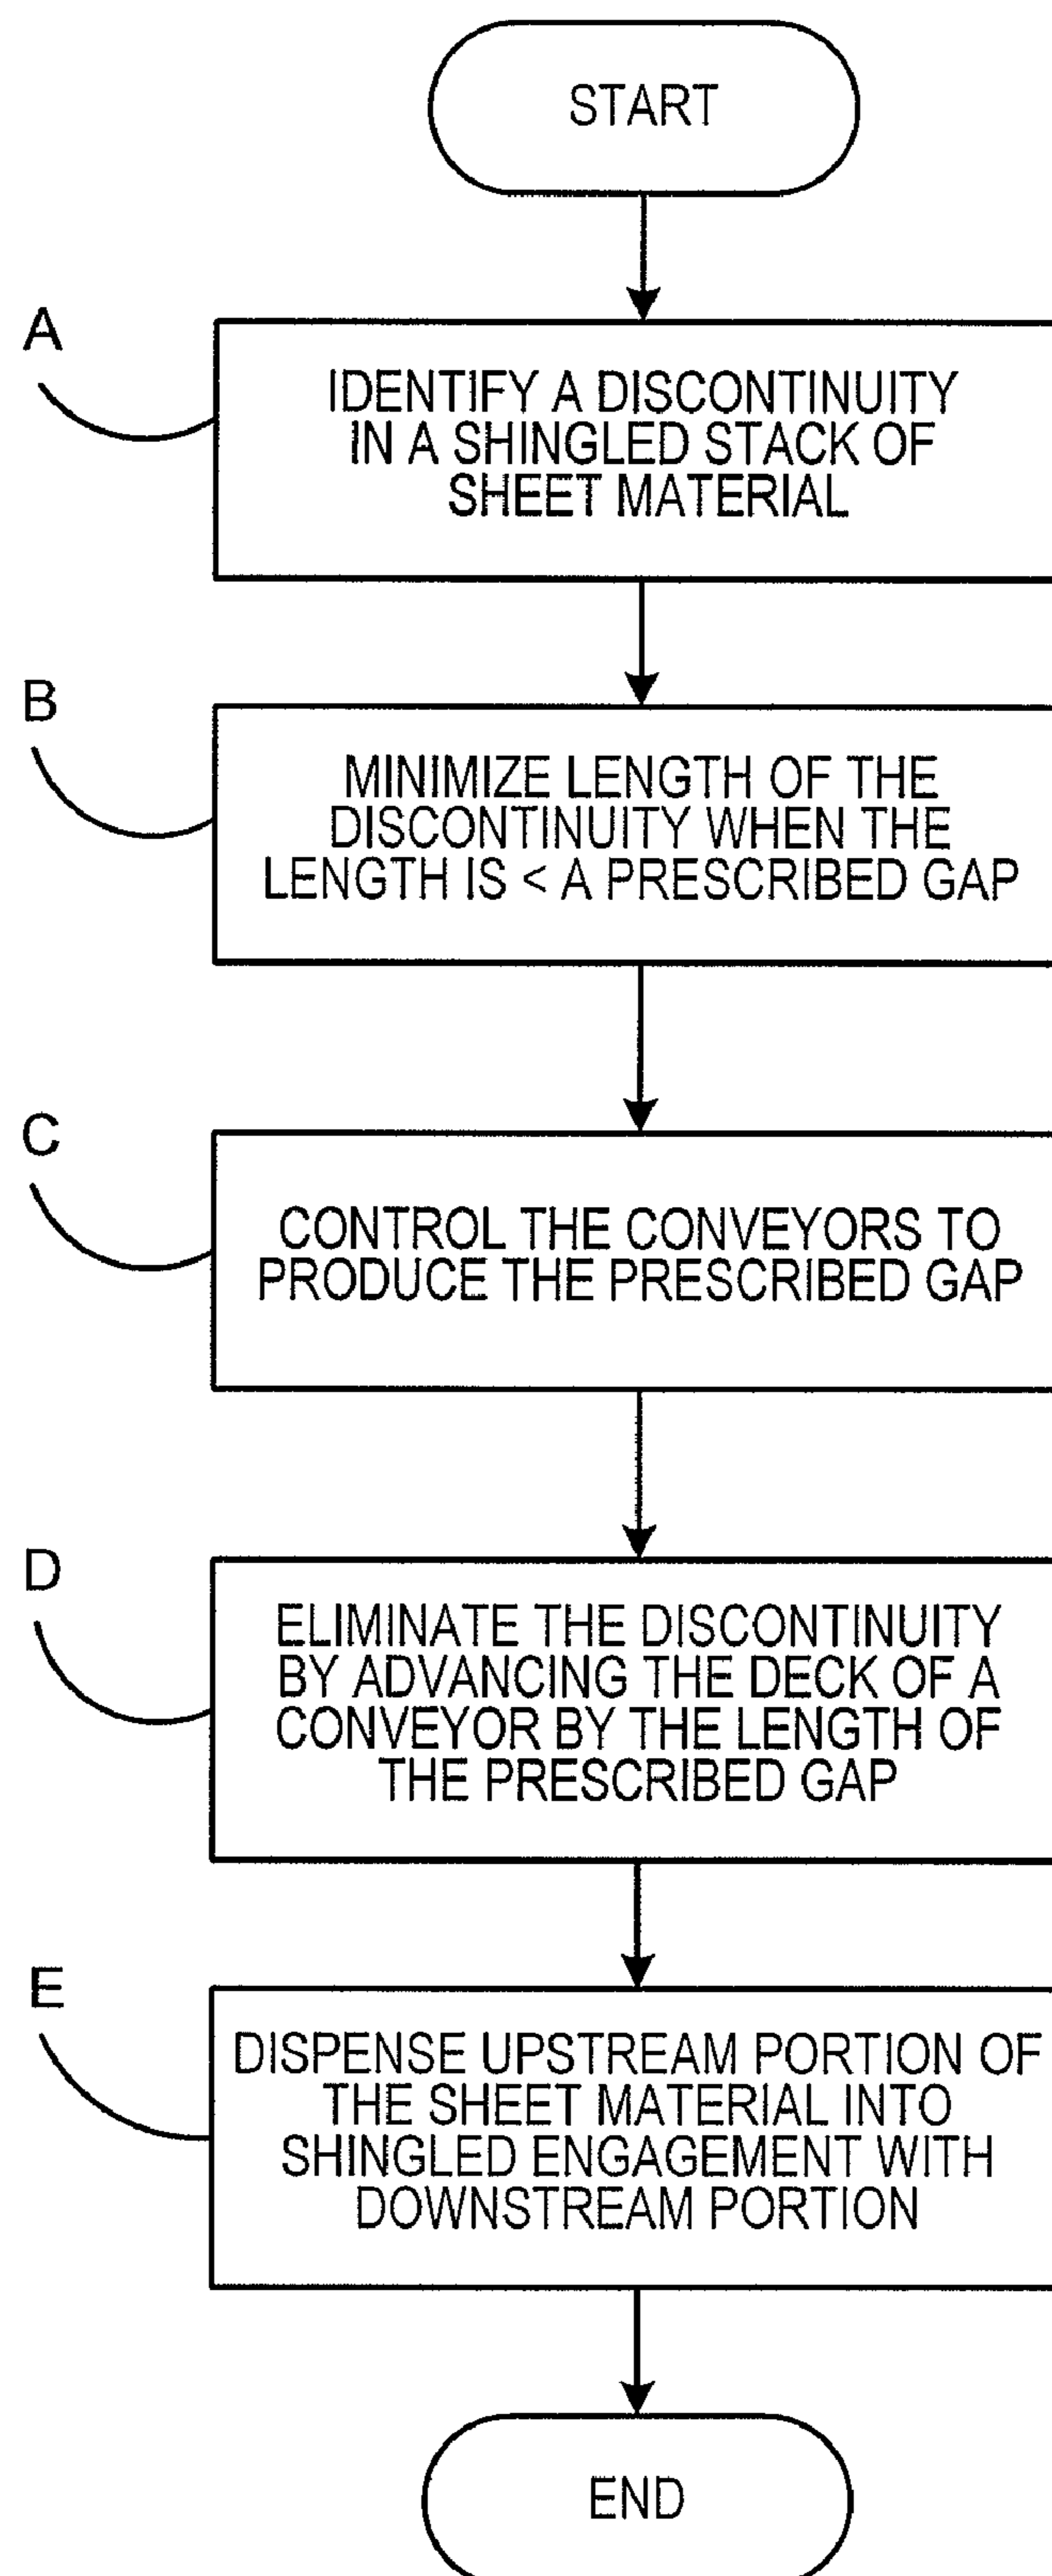 START
A
IDENTIFY A DISCONTINUITY
IN A SHINGLED STACK OF
SHEET MATERIAL
B
MINIMIZE LENGTH OF THE
DISCONTINUITY WHEN THE
LENGTH IS < A PRESCRIBED GAP
C
CONTROL THE CONVEYORS TO
PRODUCE THE PRESCRIBED GAP
D
ELIMINATE THE DISCONTINUITY
BY ADVANCING THE DECK OF A
CONVEYOR BY THE LENGTH OF
THE PRESCRIBED GAP
E
DISPENSE UPSTREAM PORTION OF
THE SHEET MATERIAL INTO
SHINGLED ENGAGEMENT WITH
DOWNSTREAM PORTION
END